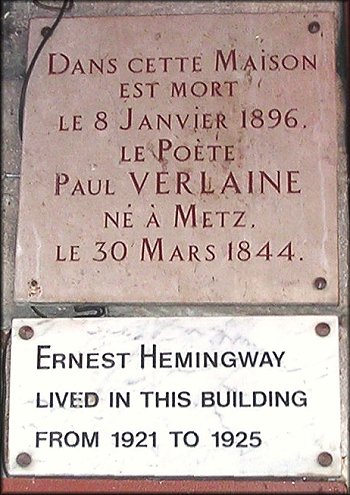 Dans cette Maison
est mort
le 8 Janvier 1896.
le Poète
Paul VERLAINE
né à Metz,
le 30 Mars 1844.
Ernest Hemingway
lived in this building
from 1921 to 1925